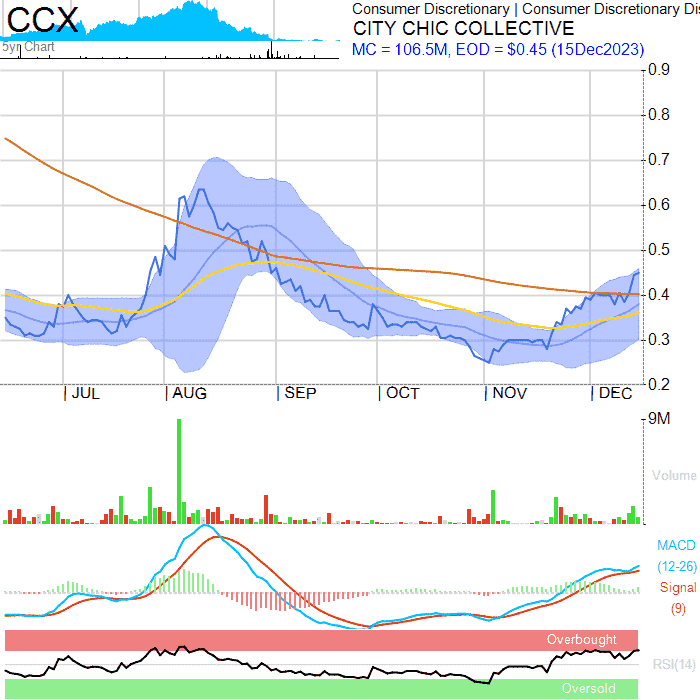 CCX
5yr Chart
Consumer Discretionary | Consumer Discretionary Dis
CITY CHIC COLLECTIVE
MC = 106.5M, EOD = $0.45 (15Dec2023)
0.9
0.8
0.7
0.6
0.5
0.4
0.3
0.2
| JUL | AUG | SEP | OCT | NOV | DEC
9M
Volume
MACD
(12-26)
Signal
(9)
Overbought
RSI(14)
Oversold